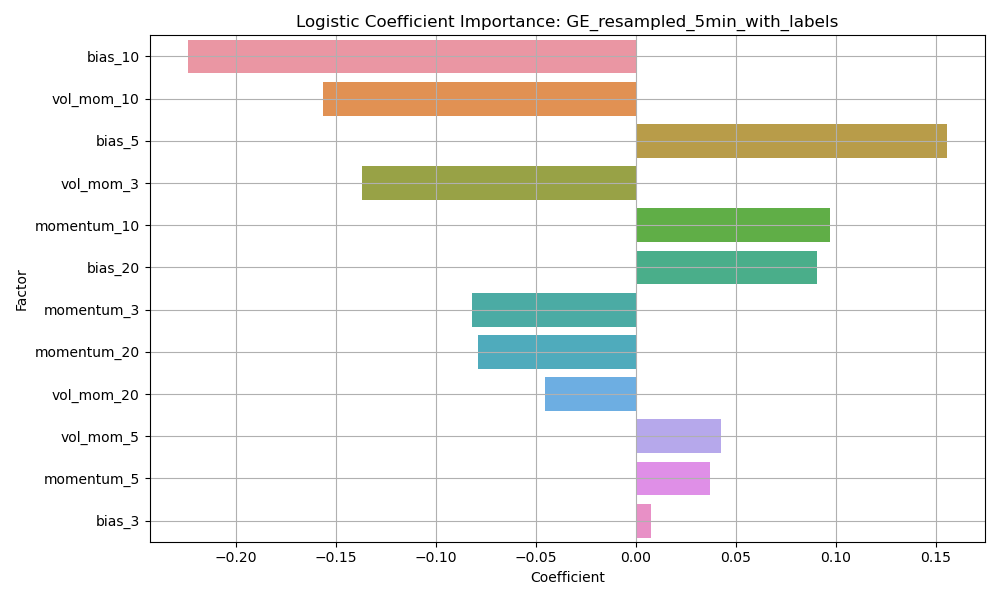 Logistic Coefficient Importance: GE_resampled_5min_with_labels
Factor
bias_10
vol_mom_10
bias_5
vol_mom_3
momentum_10
bias_20
momentum_3
momentum_20
vol_mom_20
vol_mom_5
momentum_5
bias_3
−0.20 −0.15 −0.10 −0.05 0.00 0.05 0.10 0.15
Coefficient